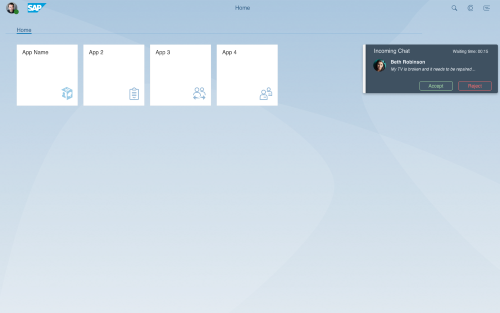 SAP
Home
Home
App Name
App 2
App 3
App 4
Incoming Chat
Waiting time: 00:15
Beth Robinson
My TV is broken and it needs to be repaired...
Accept
Reject